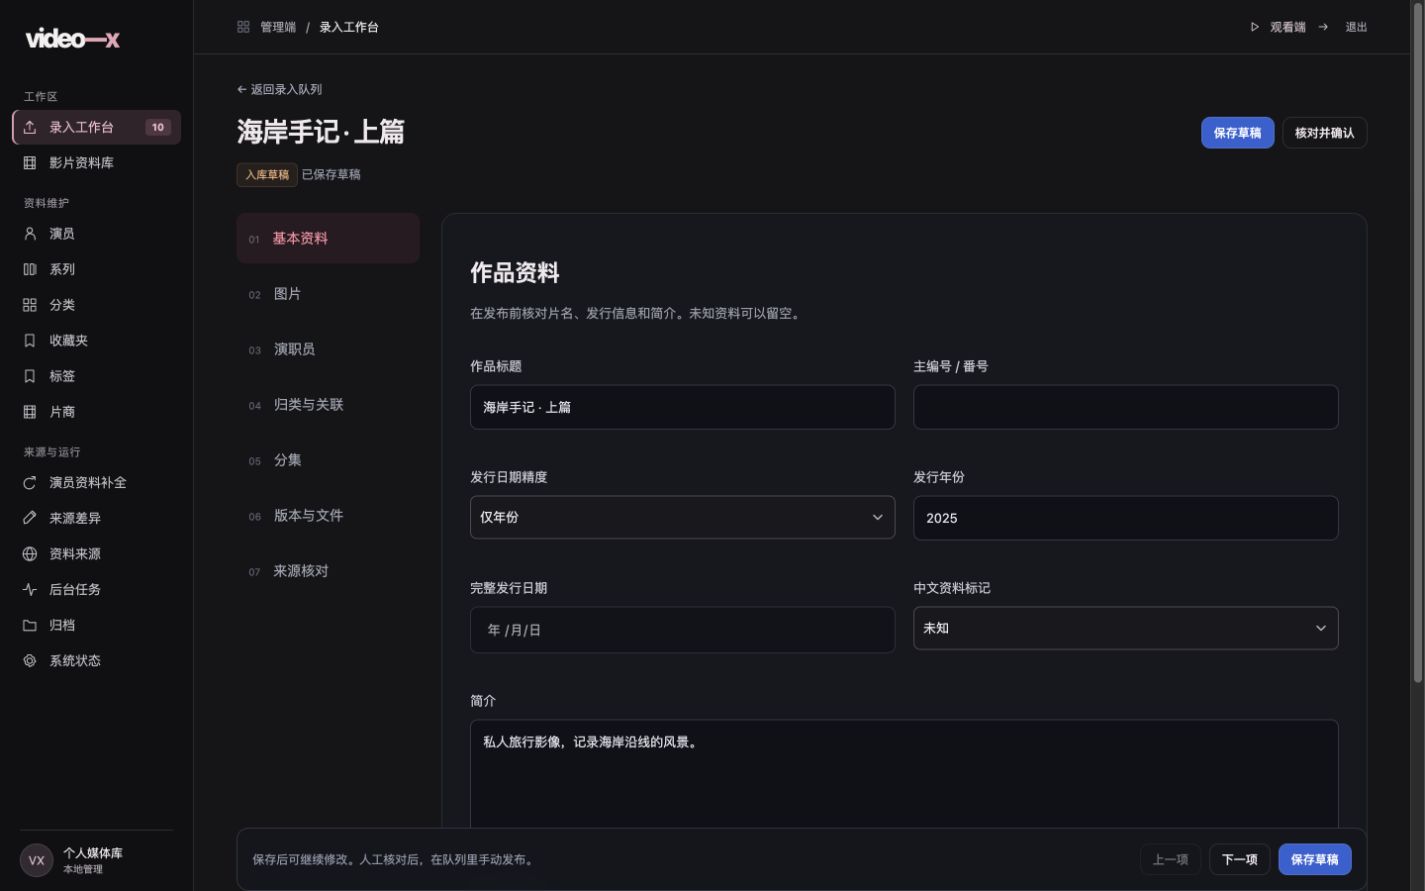 video—x
管理端 / 录入工作台
观看端 → 退出
工作区
录入工作台 10
影片资料库
资料维护
演员
系列
分类
收藏夹
标签
片商
来源与运行
演员资料补全
来源差异
资料来源
后台任务
归档
系统状态
VX
个人媒体库
本地管理
← 返回录入队列
海岸手记 · 上篇
保存草稿
核对并确认
入库草稿 已保存草稿
01 基本资料
02 图片
03 演职员
04 归类与关联
05 分集
06 版本与文件
07 来源核对
作品资料
在发布前核对片名、发行信息和简介。未知资料可以留空。
作品标题
海岸手记 · 上篇
主编号 / 番号
发行日期精度
仅年份
发行年份
2025
完整发行日期
年 /月/日
中文资料标记
未知
简介
私人旅行影像，记录海岸沿线的风景。
保存后可继续修改。人工核对后，在队列里手动发布。
上一项
下一项
保存草稿